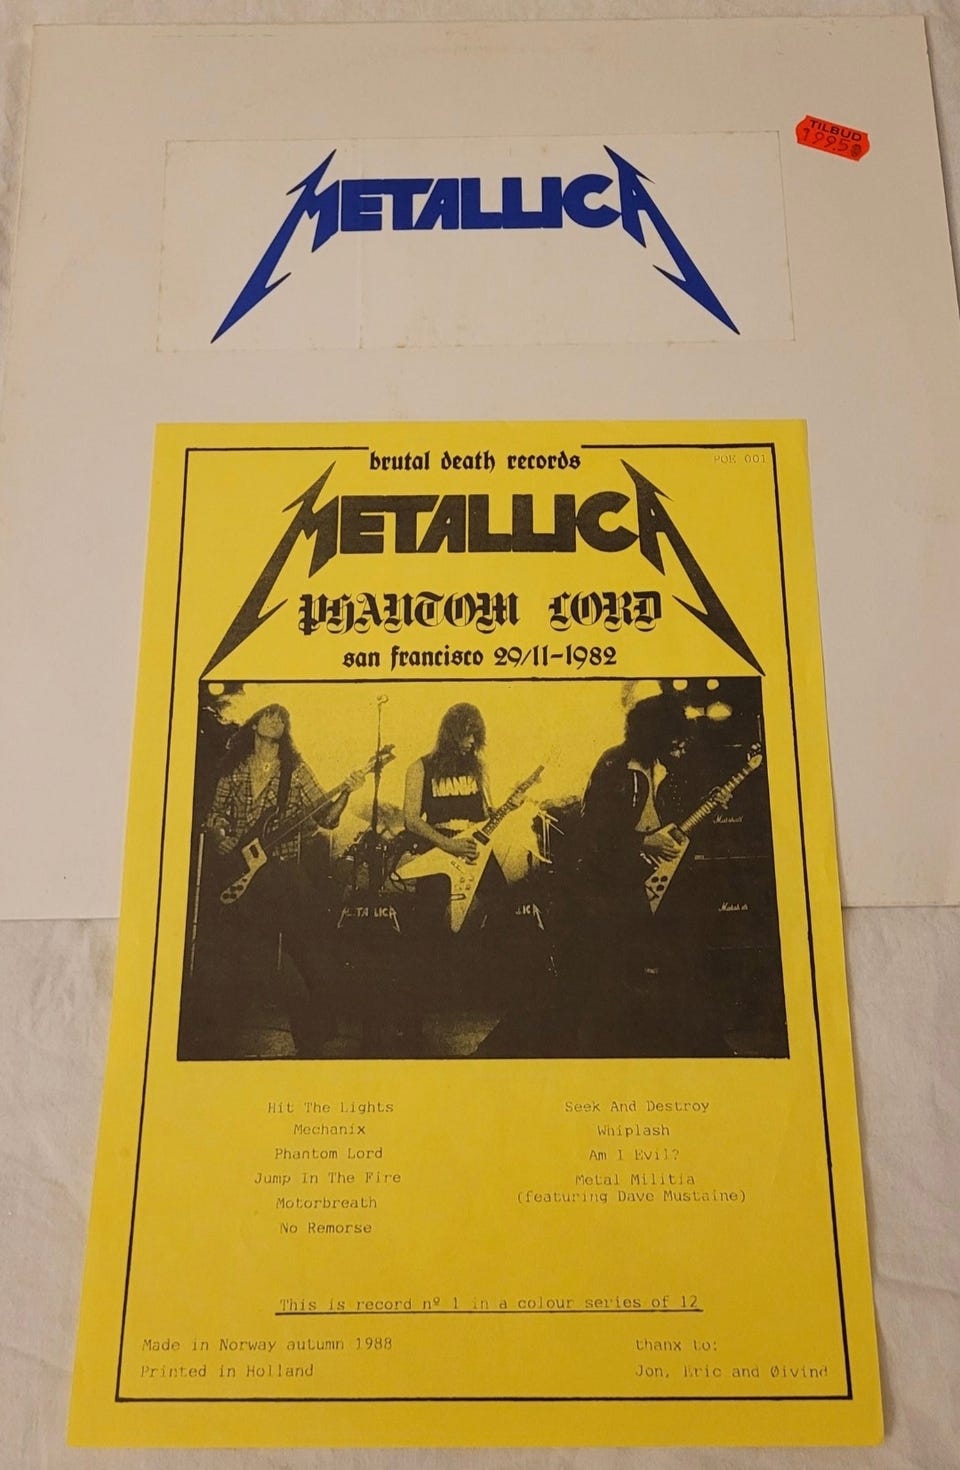 TILBUD
METALLICA
brutal death records
METALLICA
PHANTOM LORD
san francisco 29/11-1982
MANIA
Marshall
Hit The Lights
Mechanix
Phantom Lord
Jump In The Fire
Motorbreath
No Remorse
Seek And Destroy
Whiplash
Am I Evil?
Metal Militia
(featuring Dave Mustaine)
This is record nº 1 in a colour series of 12
Made in Norway autumn 1988
Printed in Holland
thanx to:
Jon, Eric and Øivind